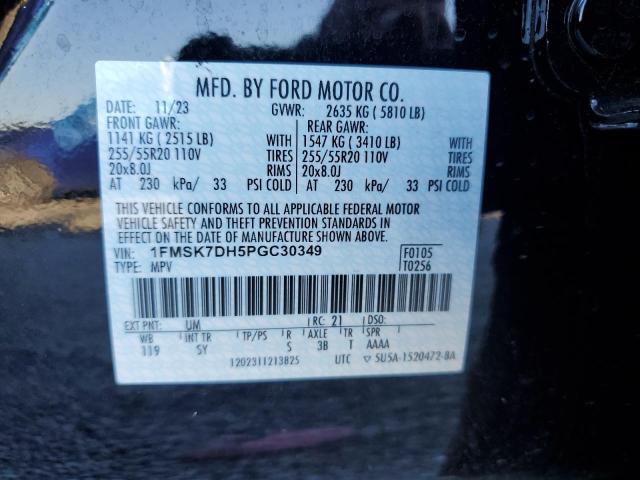 MFD. BY FORD MOTOR CO.
DATE: 11/23 GVWR: 2635 KG ( 5810 LB)
FRONT GAWR: REAR GAWR:
1141 KG ( 2515 LB) WITH 1547 KG ( 3410 LB) WITH
255/55R20 110V TIRES 255/55R20 110V TIRES
20x8.0J RIMS 20x8.0J RIMS
AT 230 kPa/ 33 PSI COLD AT 230 kPa/ 33 PSI COLD
THIS VEHICLE CONFORMS TO ALL APPLICABLE FEDERAL MOTOR
VEHICLE SAFETY AND THEFT PREVENTION STANDARDS IN
EFFECT ON THE DATE OF MANUFACTURE SHOWN ABOVE.
VIN: 1FMSK7DH5PGC30349 F0105
TYPE: MPV T0256
EXT PNT: UM RC: 21 DSO:
WB INT TR TP/PS R AXLE TR SPR
119 SY S 3B T AAAA
1202311213825 UTC ▽ 5U5A-1520472-BA